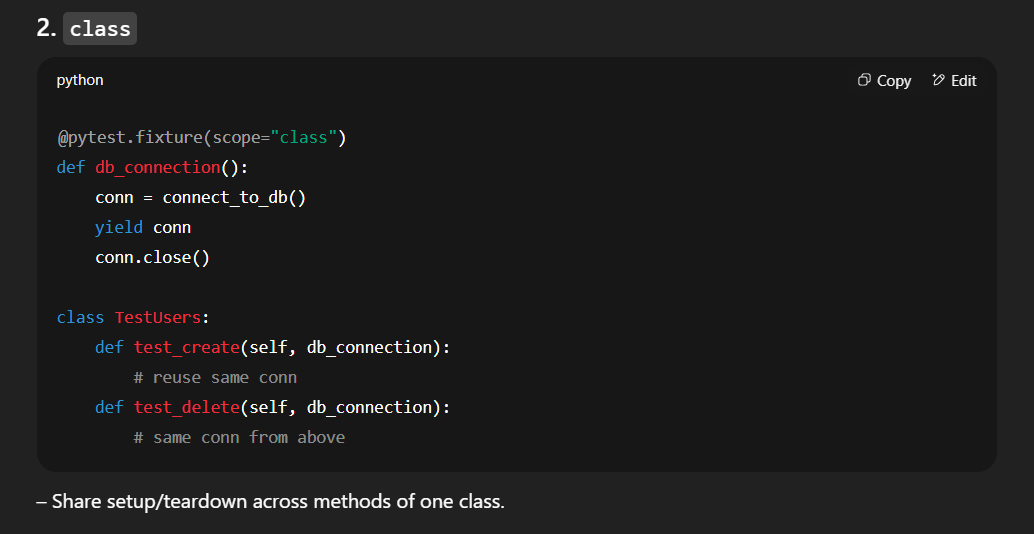 2. class
python
Copy
Edit
@pytest.fixture(scope="class")
def db_connection():
    conn = connect_to_db()
    yield conn
    conn.close()
class TestUsers:
    def test_create(self, db_connection):
        # reuse same conn
    def test_delete(self, db_connection):
        # same conn from above
– Share setup/teardown across methods of one class.